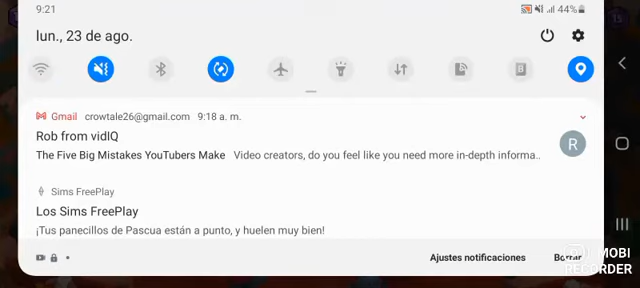 9:21
44%
lun., 23 de ago.
Gmail crowtale26@gmail.com 9:18 a. m.
Rob from vidIQ
R
The Five Big Mistakes YouTubers Make Video creators, do you feel like you need more in-depth informa..
Sims FreePlay
Los Sims FreePlay
¡Tus panecillos de Pascua están a punto, y huelen muy bien!
Ajustes notificaciones
Borrar
MOBI
RECORDER